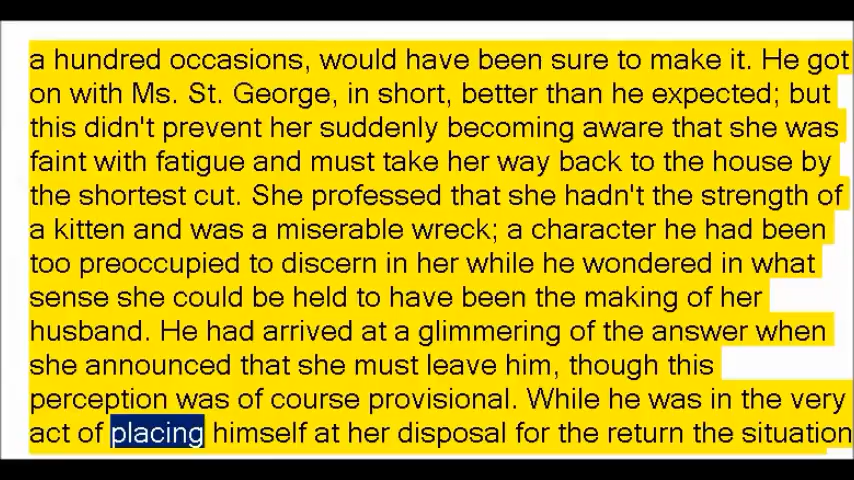 a hundred occasions, would have been sure to make it. He got
on with Ms. St. George, in short, better than he expected; but
this didn't prevent her suddenly becoming aware that she was
faint with fatigue and must take her way back to the house by
the shortest cut. She professed that she hadn't the strength of
a kitten and was a miserable wreck; a character he had been
too preoccupied to discern in her while he wondered in what
sense she could be held to have been the making of her
husband. He had arrived at a glimmering of the answer when
she announced that she must leave him, though this
perception was of course provisional. While he was in the very
act of placing himself at her disposal for the return the situation